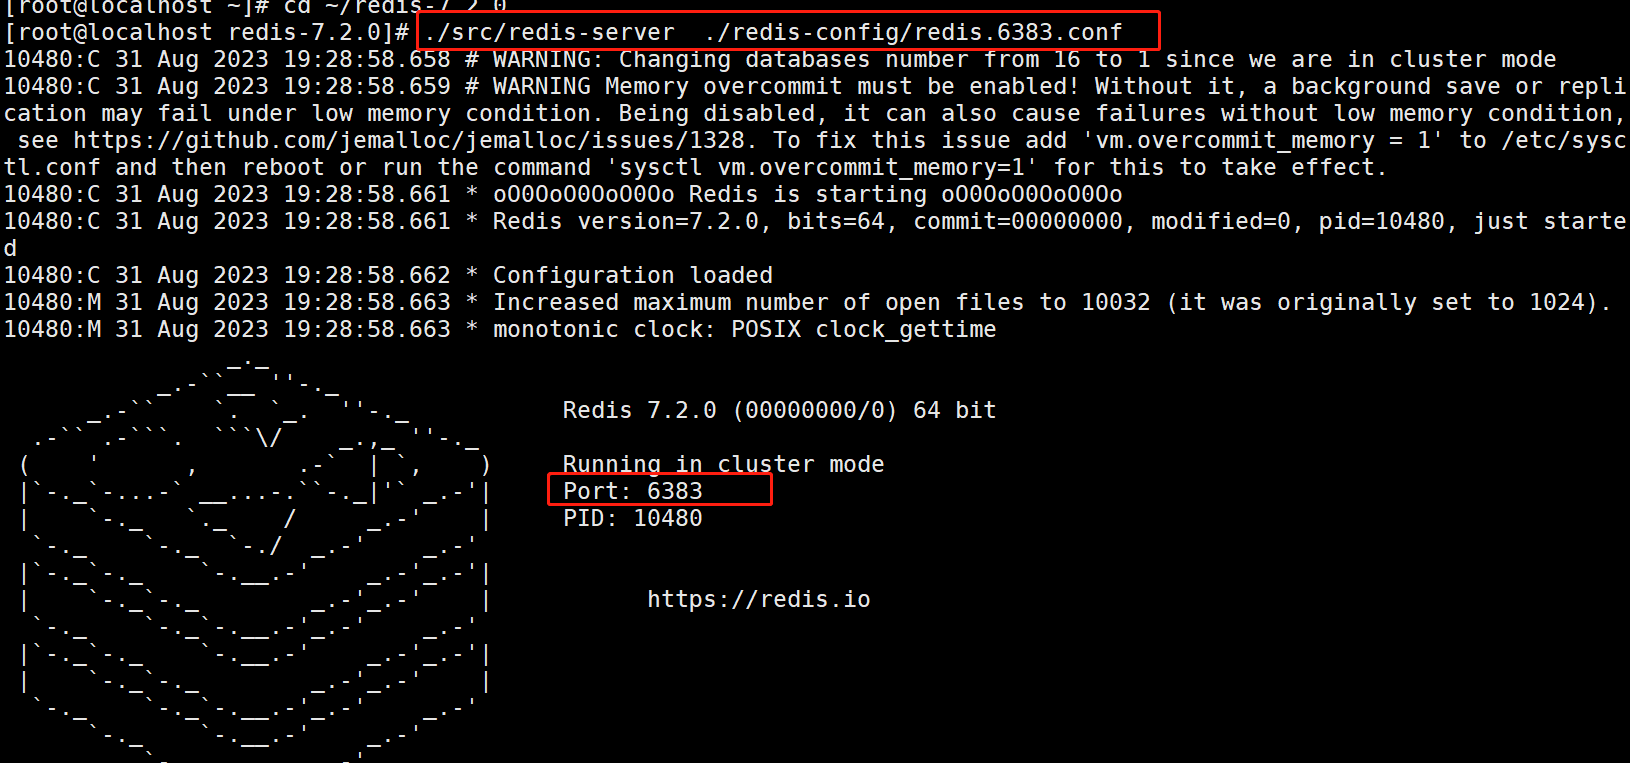 [root@localhost ~]# cd ~/redis-7.2.0
[root@localhost redis-7.2.0]# ./src/redis-server  ./redis-config/redis.6383.conf
10480:C 31 Aug 2023 19:28:58.658 # WARNING: Changing databases number from 16 to 1 since we are in cluster mode
10480:C 31 Aug 2023 19:28:58.659 # WARNING Memory overcommit must be enabled! Without it, a background save or repli
cation may fail under low memory condition. Being disabled, it can also cause failures without low memory condition,
 see https://github.com/jemalloc/jemalloc/issues/1328. To fix this issue add 'vm.overcommit_memory = 1' to /etc/sysc
tl.conf and then reboot or run the command 'sysctl vm.overcommit_memory=1' for this to take effect.
10480:C 31 Aug 2023 19:28:58.661 * oO0OoO0OoO0Oo Redis is starting oO0OoO0OoO0Oo
10480:C 31 Aug 2023 19:28:58.661 * Redis version=7.2.0, bits=64, commit=00000000, modified=0, pid=10480, just starte
d
10480:C 31 Aug 2023 19:28:58.662 * Configuration loaded
10480:M 31 Aug 2023 19:28:58.663 * Increased maximum number of open files to 10032 (it was originally set to 1024).
10480:M 31 Aug 2023 19:28:58.663 * monotonic clock: POSIX clock_gettime
Redis 7.2.0 (00000000/0) 64 bit
Running in cluster mode
Port: 6383
PID: 10480
https://redis.io